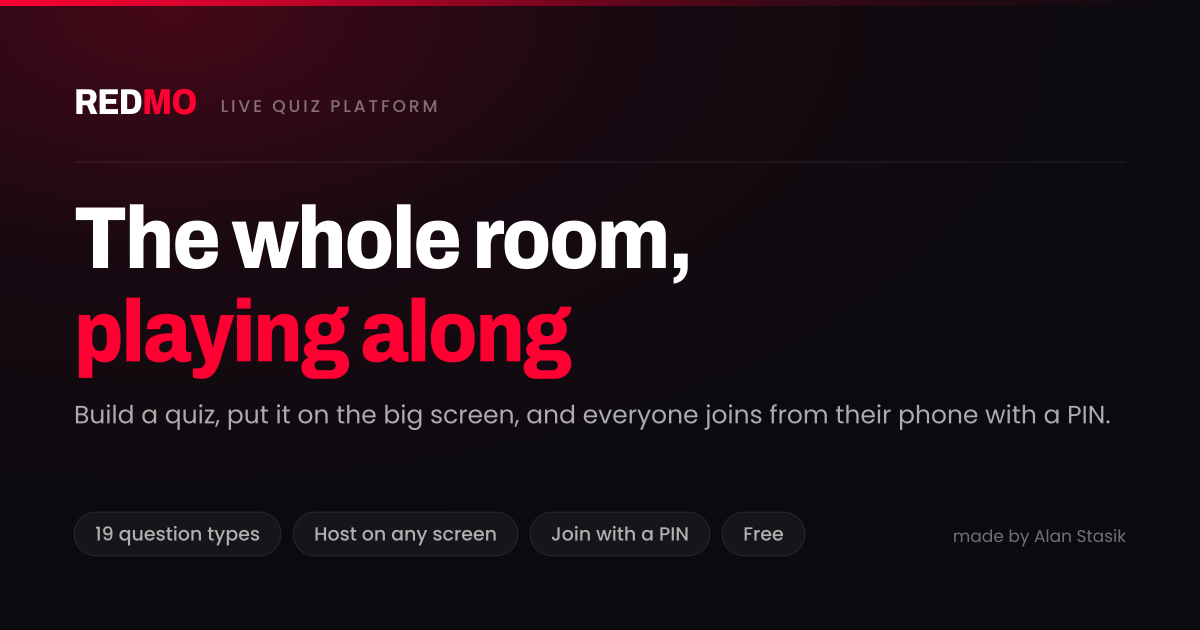 REDMO LIVE QUIZ PLATFORM
The whole room,
playing along
Build a quiz, put it on the big screen, and everyone joins from their phone with a PIN.
19 question types Host on any screen Join with a PIN Free made by Alan Stasik